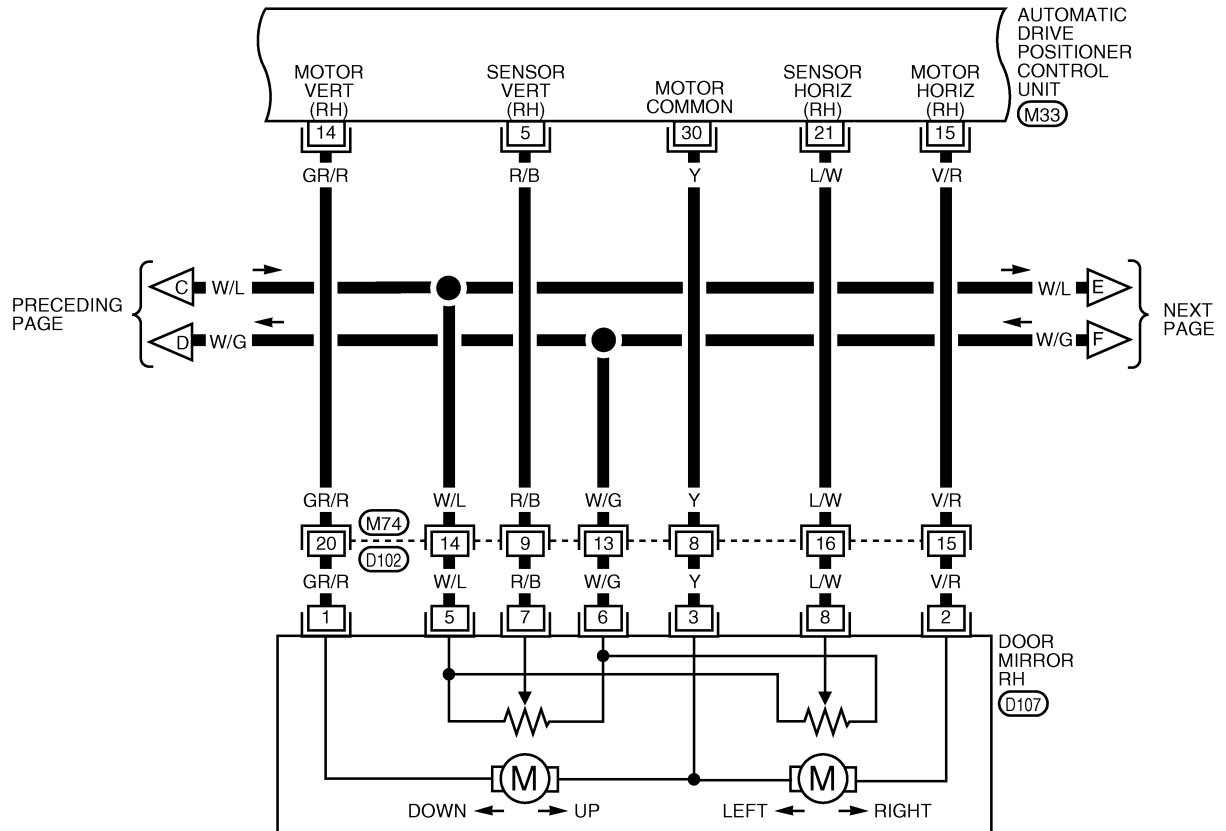 AUTOMATIC
DRIVE
POSITIONER
CONTROL
UNIT
M33
MOTOR
VERT
(RH)
SENSOR
VERT
(RH)
MOTOR
COMMON
SENSOR
HORIZ
(RH)
MOTOR
HORIZ
(RH)
14 5 30 21 15
GR/R R/B Y L/W V/R
PRECEDING
PAGE
C W/L W/L E
D W/G W/G F
NEXT
PAGE
GR/R W/L R/B W/G Y L/W V/R
M74
20 14 9 13 8 16 15
D102
GR/R W/L R/B W/G Y L/W V/R
1 5 7 6 3 8 2
DOOR
MIRROR
RH
D107
M M
DOWN UP LEFT RIGHT